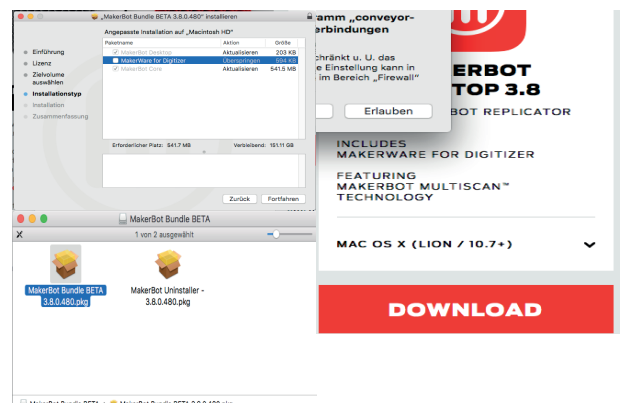 „MakerBot Bundle BETA 3.8.0.480“ installieren
Angepasste Installation auf „Macintosh HD“
Paketname Aktion Größe
MakerBot Desktop Aktualisieren 203 KB
MakerWare for Digitizer Überspringen 594 KB
MakerBot Core Aktualisieren 541.5 MB
Einführung
Lizenz
Zielvolume
auswählen
Installationstyp
Installation
Zusammenfassung
Erforderlicher Platz: 541.7 MB Verbleibend: 151.11 GB
Zurück Fortfahren
ramm „conveyor-
erbindungen
chränkt u. U. das
e Einstellung kann in
im Bereich „Firewall“
Erlauben
ERBOT
TOP 3.8
BOT REPLICATOR
INCLUDES
MAKERWARE FOR DIGITIZER
FEATURING
MAKERBOT MULTISCAN™
TECHNOLOGY
MAC OS X (LION / 10.7+)
DOWNLOAD
MakerBot Bundle BETA
1 von 2 ausgewählt
MakerBot Bundle BETA
3.8.0.480.pkg
MakerBot Uninstaller -
3.8.0.480.pkg